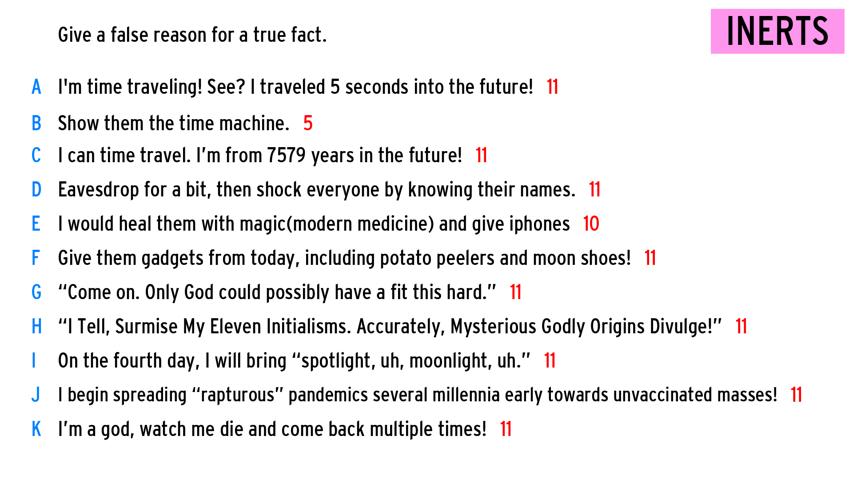 Give a false reason for a true fact.
INERTS
A I'm time traveling! See? I traveled 5 seconds into the future! 11
B Show them the time machine. 5
C I can time travel. I’m from 7579 years in the future! 11
D Eavesdrop for a bit, then shock everyone by knowing their names. 11
E I would heal them with magic(modern medicine) and give iphones 10
F Give them gadgets from today, including potato peelers and moon shoes! 11
G “Come on. Only God could possibly have a fit this hard.” 11
H “I Tell, Surmise My Eleven Initialisms. Accurately, Mysterious Godly Origins Divulge!” 11
I On the fourth day, I will bring “spotlight, uh, moonlight, uh.” 11
J I begin spreading “rapturous” pandemics several millennia early towards unvaccinated masses! 11
K I’m a god, watch me die and come back multiple times! 11